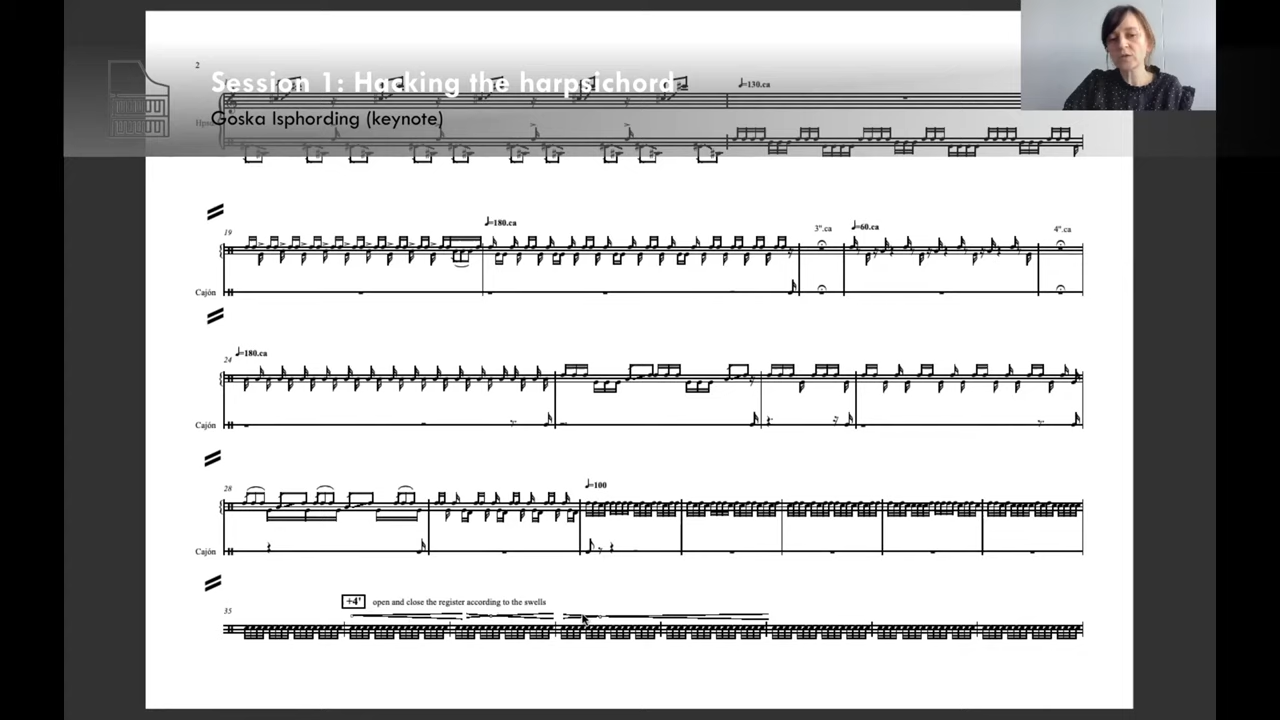 2
Session 1: Hacking the harpsichord
♩=130.ca
Goska Isphording (keynote)
19
♩=180.ca
3".ca
♩=60.ca
4".ca
Cajón
24
♩=180.ca
Cajón
28
♩=100
Cajón
35
+4' open and close the register according to the swells